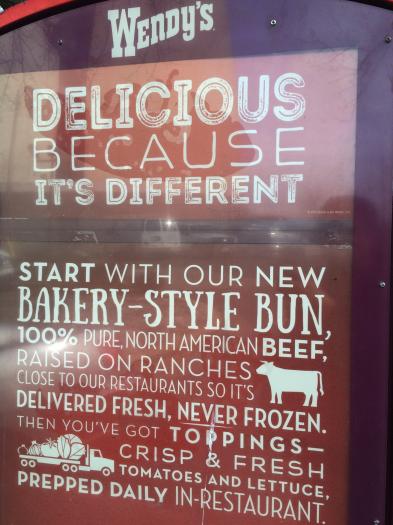 WENDY'S
DELICIOUS
BECAUSE
IT'S DIFFERENT
START WITH OUR NEW
BAKERY-STYLE BUN,
100% PURE, NORTH AMERICAN BEEF,
RAISED ON RANCHES
CLOSE TO OUR RESTAURANTS SO IT'S
DELIVERED FRESH, NEVER FROZEN.
THEN YOU'VE GOT TOPPINGS—
CRISP & FRESH
TOMATOES AND LETTUCE,
PREPPED DAILY IN-RESTAURANT.